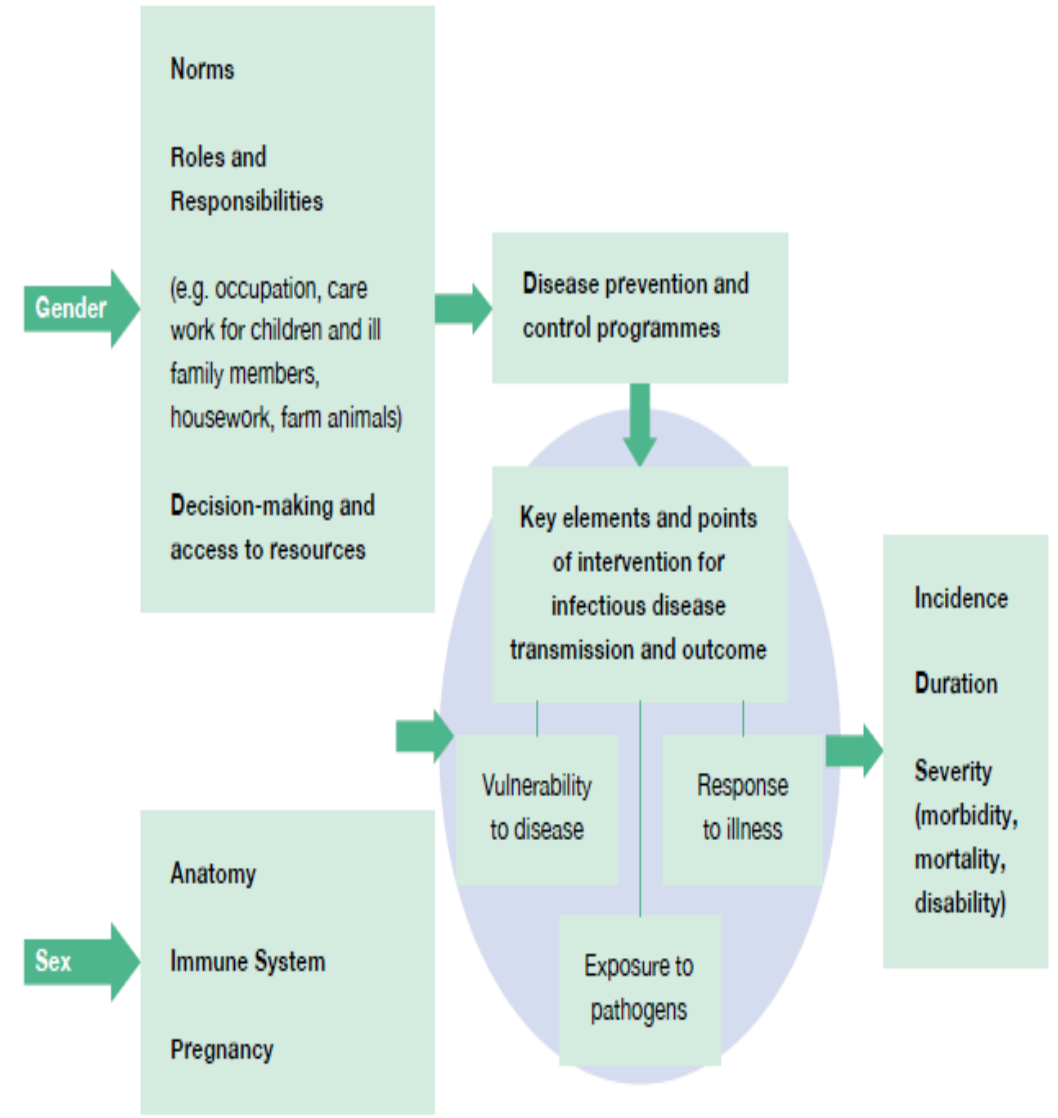 Gender
Norms
Roles and
Responsibilities
(e.g. occupation, care
work for children and ill
family members,
housework, farm animals)
Decision-making and
access to resources
Disease prevention and
control programmes
Key elements and points
of intervention for
infectious disease
transmission and outcome
Vulnerability
to disease
Response
to illness
Exposure to
pathogens
Incidence
Duration
Severity
(morbidity,
mortality,
disability)
Sex
Anatomy
Immune System
Pregnancy